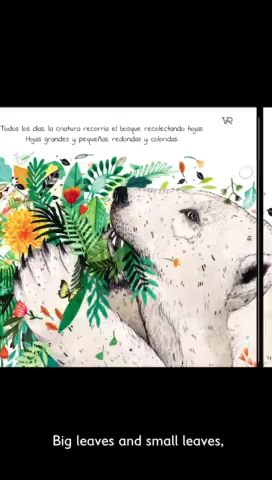 Todos los días, la criatura recorría el bosque recolectando hojas.
Hojas grandes y pequeñas, redondas y coloridas.
Big leaves and small leaves,